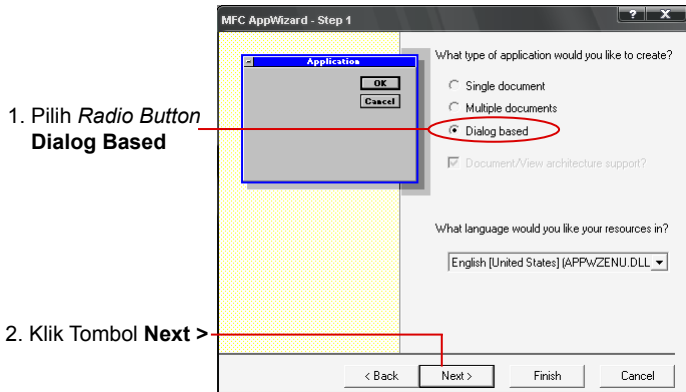 MFC AppWizard - Step 1
? X
Application
OK
Cancel
What type of application would you like to create?
Single document
Multiple documents
1. Pilih Radio Button
Dialog Based
Dialog based
Document/View architecture support?
What language would you like your resources in?
English [United States] (APPWZENU.DLL
2. Klik Tombol Next >
< Back
Next >
Finish
Cancel